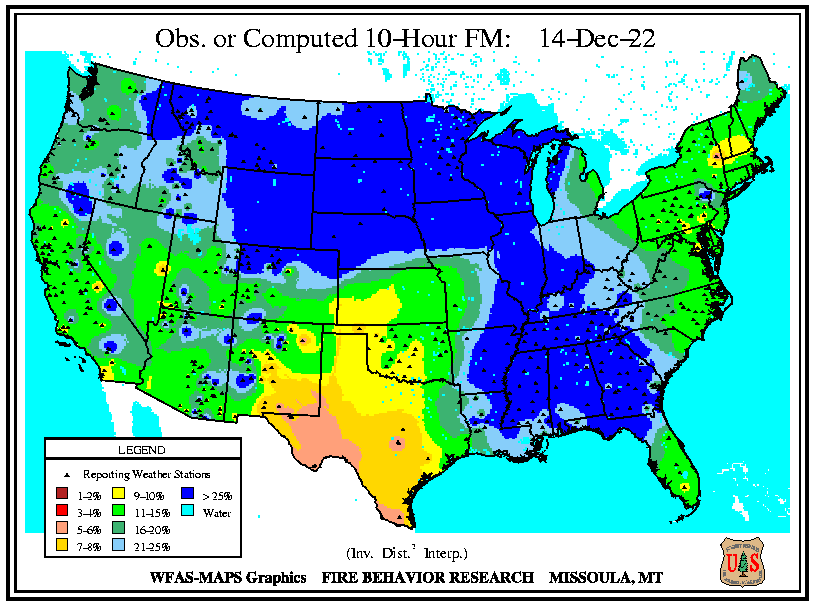 Obs. or Computed 10-Hour FM: 14-Dec-22
LEGEND
Reporting Weather Stations
1-2% 9-10% > 25%
3-4% 11-15% Water
5-6% 16-20%
7-8% 21-25%
(Inv. Dist.² Interp.)
WFAS-MAPS Graphics FIRE BEHAVIOR RESEARCH MISSOULA, MT
U S